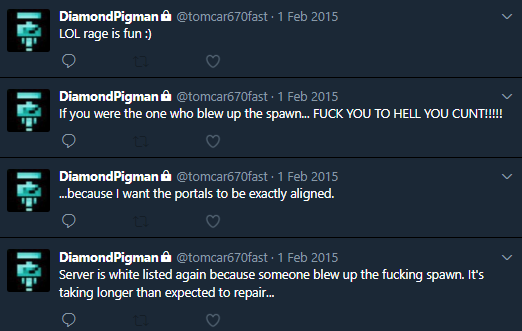 DiamondPigman @tomcar670fast · 1 Feb 2015
LOL rage is fun :)
DiamondPigman @tomcar670fast · 1 Feb 2015
If you were the one who blew up the spawn... FUCK YOU TO HELL YOU CUNT!!!!!
DiamondPigman @tomcar670fast · 1 Feb 2015
...because I want the portals to be exactly aligned.
DiamondPigman @tomcar670fast · 1 Feb 2015
Server is white listed again because someone blew up the fucking spawn. It's
taking longer than expected to repair...